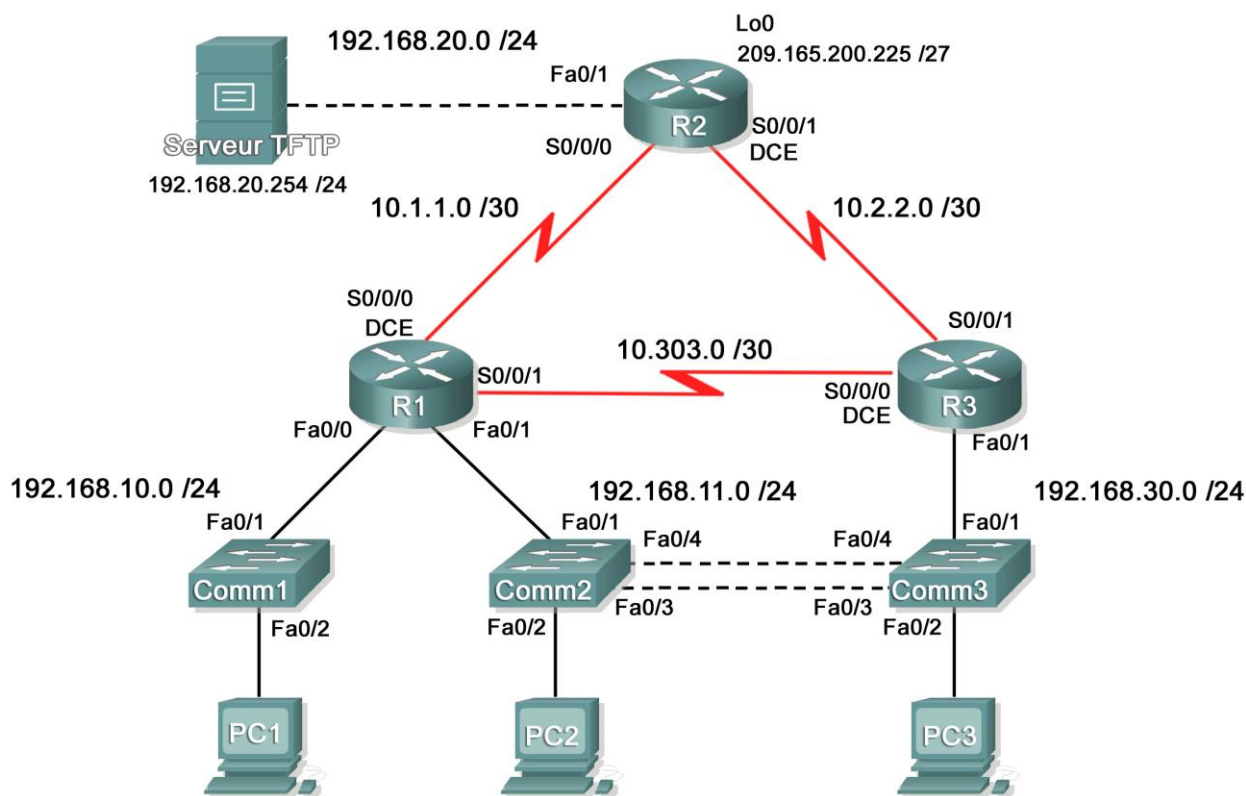 Lo0
192.168.20.0 /24
209.165.200.225 /27
Fa0/1
R2
S0/0/1
DCE
S0/0/0
Serveur TFTP
192.168.20.254 /24
10.1.1.0 /30
10.2.2.0 /30
S0/0/0
DCE
S0/0/1
10.303.0 /30
S0/0/1
R1
S0/0/0
DCE
R3
Fa0/0
Fa0/1
Fa0/1
192.168.10.0 /24
192.168.11.0 /24
192.168.30.0 /24
Fa0/1
Fa0/1
Fa0/4
Fa0/4
Fa0/1
Comm1
Comm2
Comm3
Fa0/3
Fa0/3
Fa0/2
Fa0/2
Fa0/2
PC1
PC2
PC3